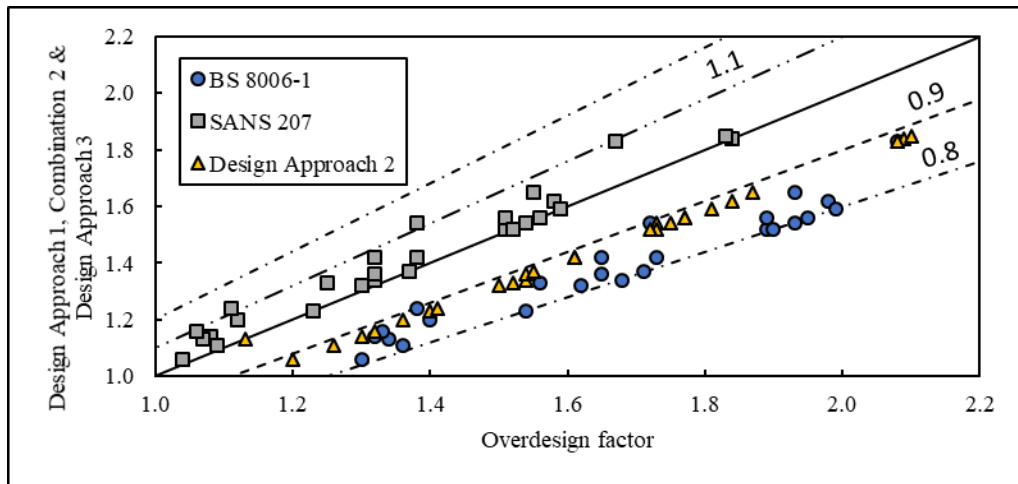 Design Approach 1, Combination 2 &
Design Approach 3
2.2
2.0
1.8
1.6
1.4
1.2
1.0
BS 8006-1
SANS 207
Design Approach 2
1.1
0.9
0.8
1.0 1.2 1.4 1.6 1.8 2.0 2.2
Overdesign factor